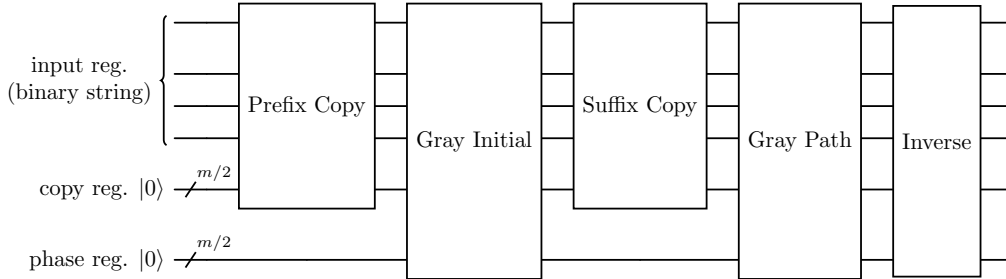 input reg.
(binary string)
Prefix Copy
Gray Initial
Suffix Copy
Gray Path
Inverse
copy reg. |0⟩
m/2
phase reg. |0⟩
m/2